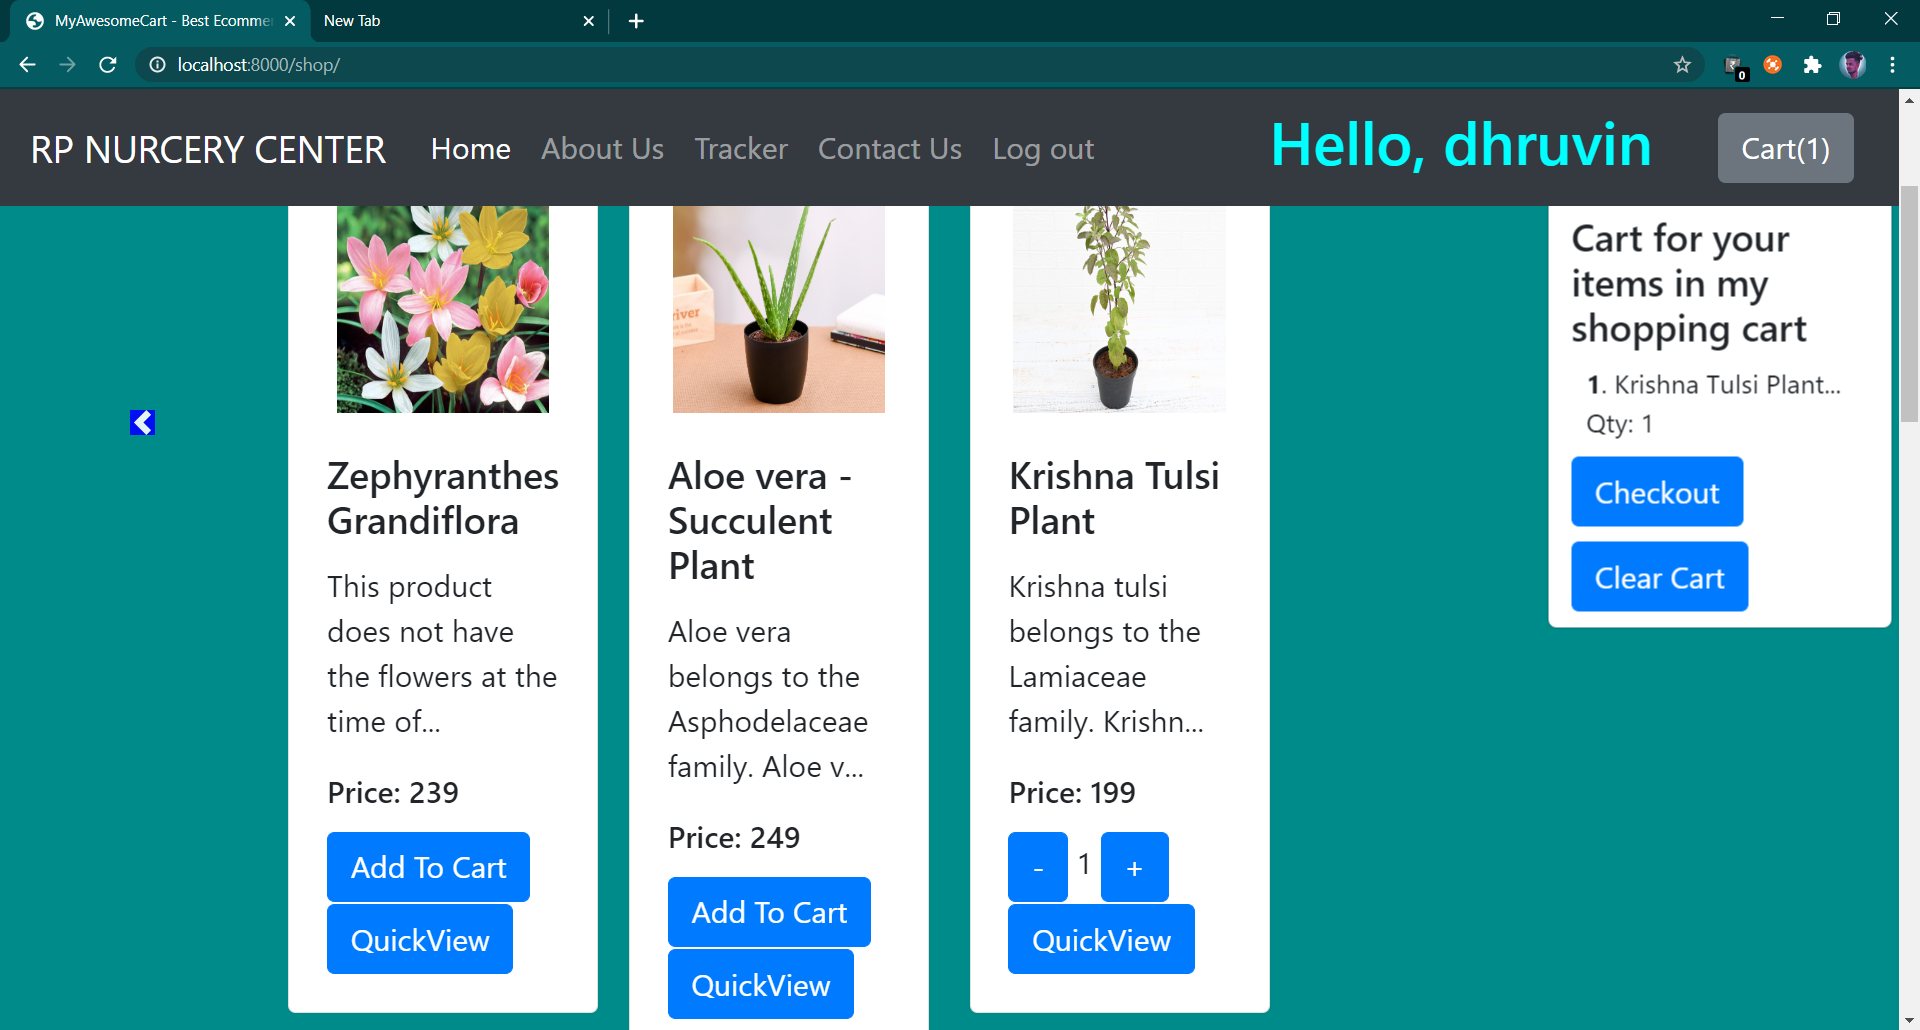 MyAwesomeCart - Best Ecomme
New Tab
localhost:8000/shop/
0
RP NURCERY CENTER
Home
About Us
Tracker
Contact Us
Log out
Hello, dhruvin
Cart(1)
Zephyranthes
Grandiflora
This product
does not have
the flowers at the
time of...
Price: 239
Add To Cart
QuickView
river
Aloe vera -
Succulent
Plant
Aloe vera
belongs to the
Asphodelaceae
family. Aloe v...
Price: 249
Add To Cart
QuickView
Krishna Tulsi
Plant
Krishna tulsi
belongs to the
Lamiaceae
family. Krishn...
Price: 199
- 1 +
QuickView
Cart for your
items in my
shopping cart
1. Krishna Tulsi Plant...
Qty: 1
Checkout
Clear Cart